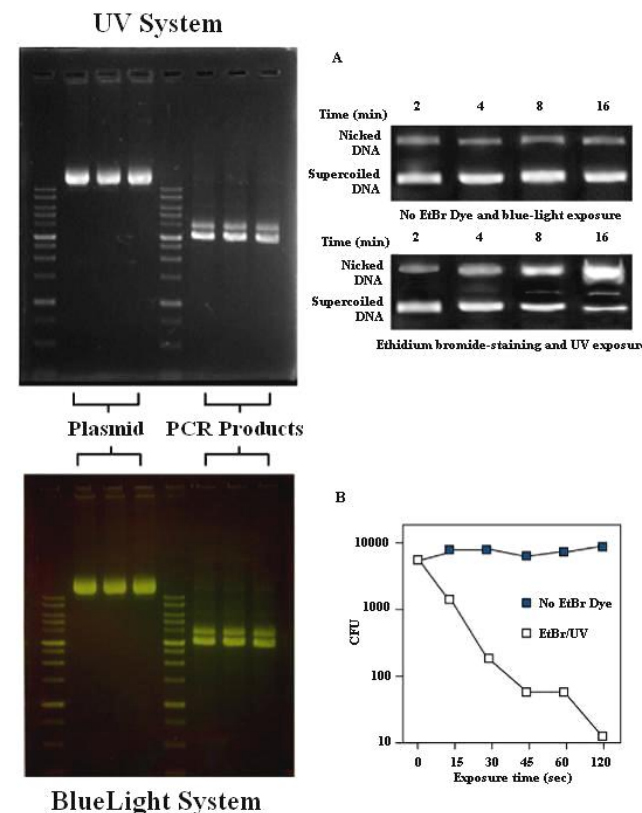 UV System
Plasmid PCR Products
BlueLight System
A
Time (min) 2 4 8 16
Nicked
DNA
Supercoiled
DNA
No EtBr Dye and blue-light exposure
Time (min) 2 4 8 16
Nicked
DNA
Supercoiled
DNA
Ethidium bromide-staining and UV exposure
B
10000
1000
100
10
CFU
No EtBr Dye
EtBr/UV
0 15 30 45 60 120
Exposure time (sec)